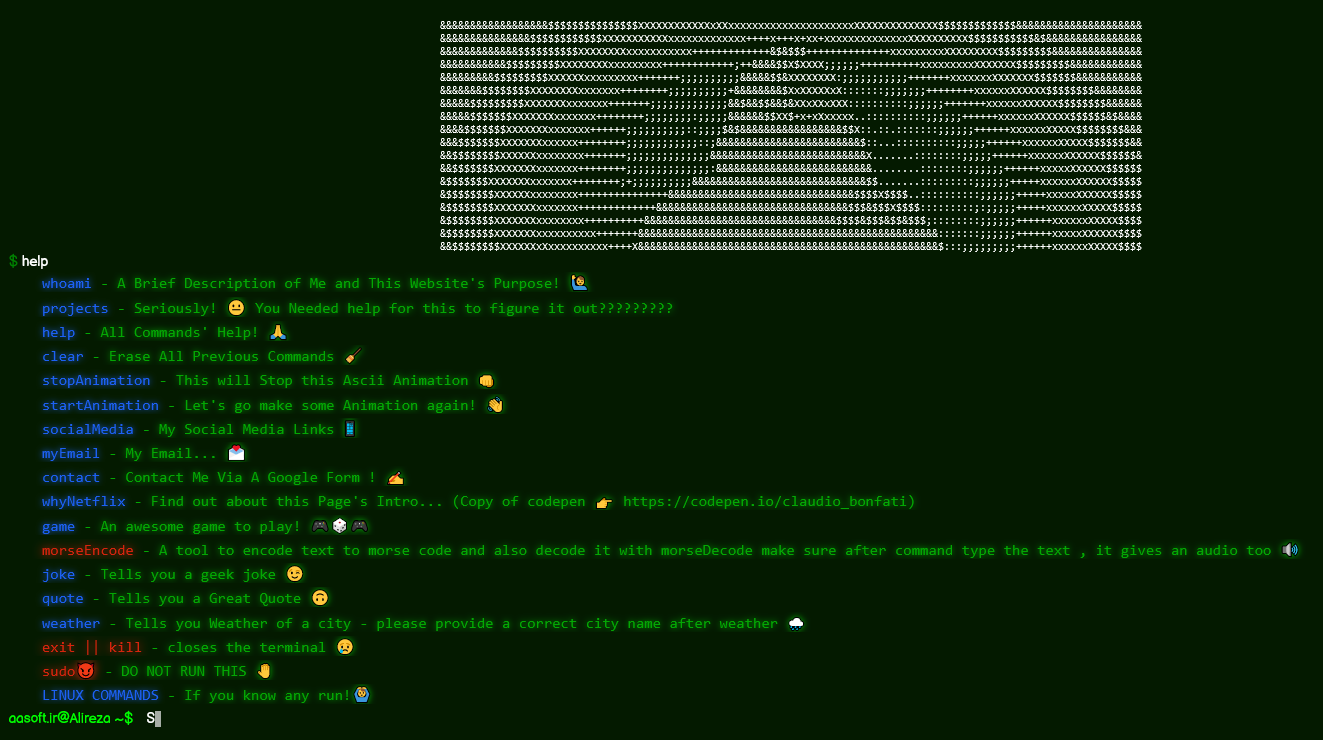 $ help
whoami - A Brief Description of Me and This Website's Purpose! 🙋‍♂️
projects - Seriously! 😐 You Needed help for this to figure it out?????????
help - All Commands' Help! 🙏
clear - Erase All Previous Commands 🧹
stopAnimation - This will Stop this Ascii Animation 👊
startAnimation - Let's go make some Animation again! 👋
socialMedia - My Social Media Links 📱
myEmail - My Email... 💌
contact - Contact Me Via A Google Form ! ✍
whyNetflix - Find out about this Page's Intro... (Copy of codepen 👉 https://codepen.io/claudio_bonfati)
game - An awesome game to play! 🎮🎲🎮
morseEncode - A tool to encode text to morse code and also decode it with morseDecode make sure after command type the text , it gives an audio too 🔊
joke - Tells you a geek joke 😉
quote - Tells you a Great Quote 🙃
weather - Tells you Weather of a city - please provide a correct city name after weather 🌧
exit || kill - closes the terminal 😢
sudo😈 - DO NOT RUN THIS 🤚
LINUX COMMANDS - If you know any run!🙆‍♂️
aasoft.ir@Alireza ~$ S